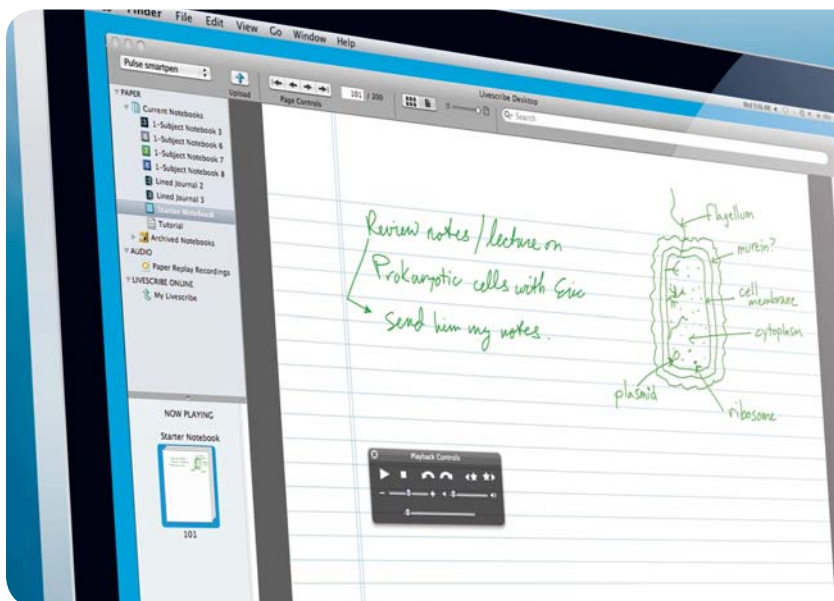 Finder File Edit View Go Window Help
Livescribe Desktop
Pulse smartpen
Upload
Page Controls
101 / 200
Search
PAPER
Current Notebooks
1-Subject Notebook 3
1-Subject Notebook 6
1-Subject Notebook 7
1-Subject Notebook 8
Lined Journal 2
Lined Journal 3
Starter Notebook
Tutorial
Archived Notebooks
AUDIO
Paper Replay Recordings
LIVESCRIBE ONLINE
My Livescribe
NOW PLAYING
Starter Notebook
101
Review notes/lecture on
Prokaryotic cells with Eric
send him my notes.
flagellum
murein?
cell
membrane
cytoplasm
plasmid
ribosome
Playback Controls